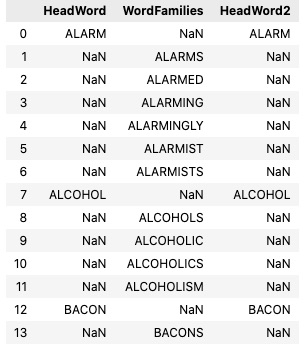 HeadWord WordFamilies HeadWord2
0 ALARM NaN ALARM
1 NaN ALARMS NaN
2 NaN ALARMED NaN
3 NaN ALARMING NaN
4 NaN ALARMINGLY NaN
5 NaN ALARMIST NaN
6 NaN ALARMISTS NaN
7 ALCOHOL NaN ALCOHOL
8 NaN ALCOHOLS NaN
9 NaN ALCOHOLIC NaN
10 NaN ALCOHOLICS NaN
11 NaN ALCOHOLISM NaN
12 BACON NaN BACON
13 NaN BACONS NaN